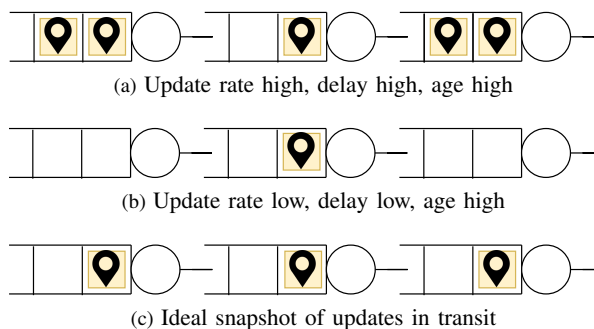 (a) Update rate high, delay high, age high
(b) Update rate low, delay low, age high
(c) Ideal snapshot of updates in transit